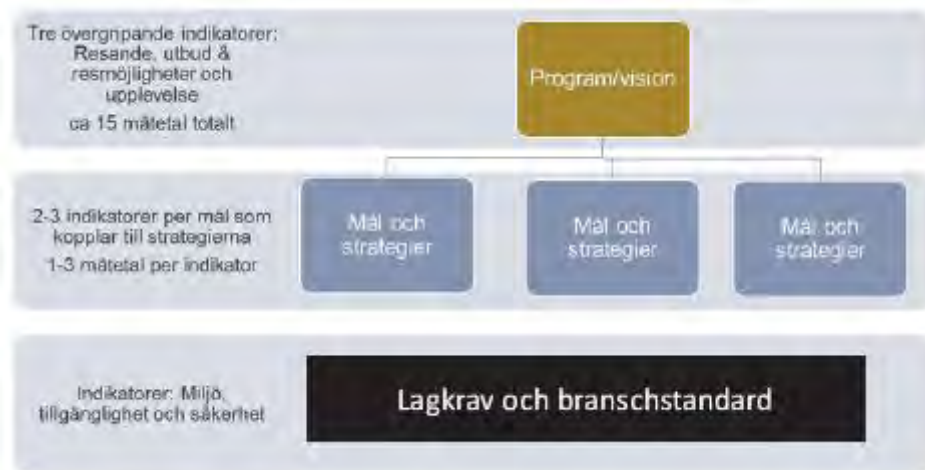 Tre övergripande indikatorer:
Resande, utbud &
resmöjligheter och
upplevelse
ca 15 mätetal totalt
Program/vision
2-3 indikatorer per mål som
kopplar till strategierna
1-3 mätetal per indikator
Mål och
strategier
Mål och
strategier
Mål och
strategier
Indikatorer: Miljö,
tillgänglighet och säkerhet
Lagkrav och branschstandard